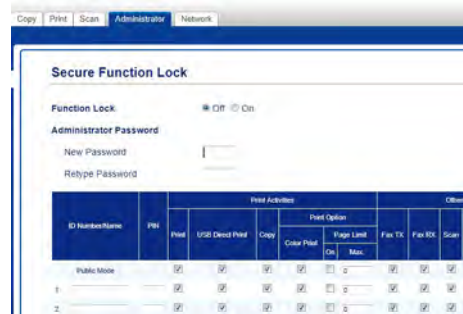 Copy Print Scan Administrator Network
Secure Function Lock
Function Lock Off On
Administrator Password
New Password
Retype Password
Print Activities
Print Option
ID Number/Name PIN Print USB Direct Print Copy Color Print Page Limit Fax TX Fax RX Scan
On Max.
Public Mode 0
1 0
2 0